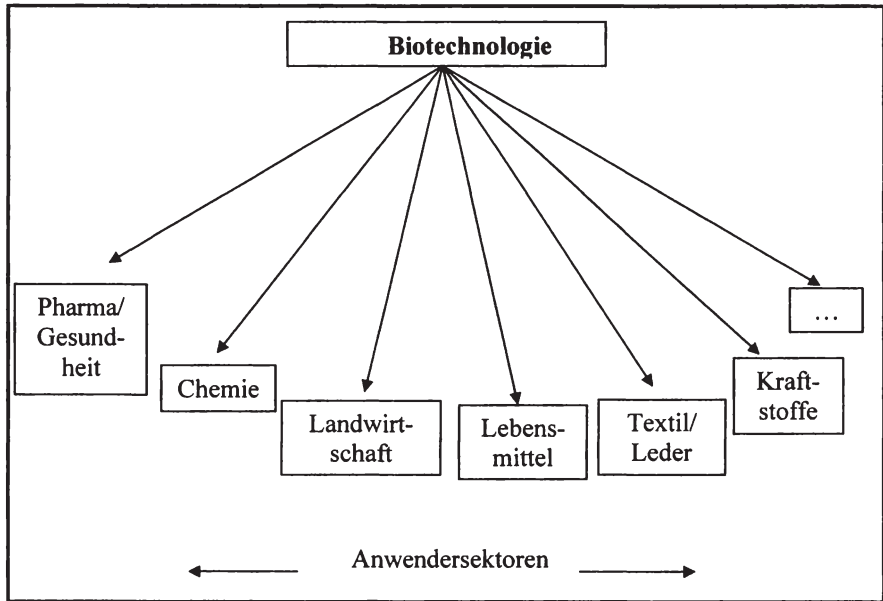 Biotechnologie
Pharma/
Gesund-
heit
Chemie
Landwirt-
schaft
Lebens-
mittel
Textil/
Leder
Kraft-
stoffe
...
Anwendersektoren